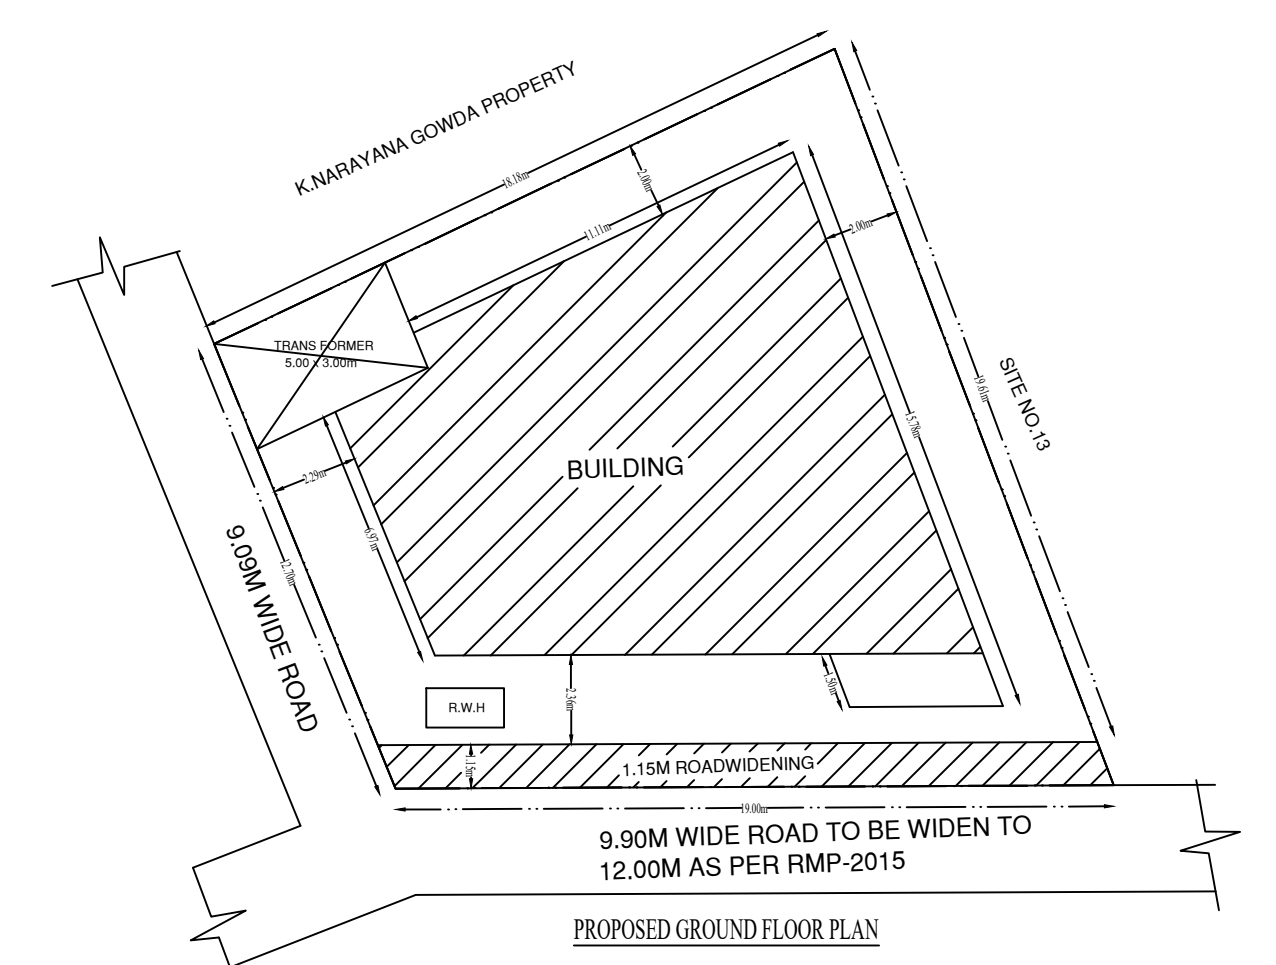 K.NARAYANA GOWDA PROPERTY
18.18m
2.00m
11.11m
2.00m
TRANS FORMER
5.00 x 3.00m
SITE NO.13
19.61m
15.78m
BUILDING
2.29m
6.97m
9.09M WIDE ROAD
12.70m
1.50m
2.36m
R.W.H
1.15m
1.15M ROADWIDENING
19.00m
9.90M WIDE ROAD TO BE WIDEN TO
12.00M AS PER RMP-2015
PROPOSED GROUND FLOOR PLAN